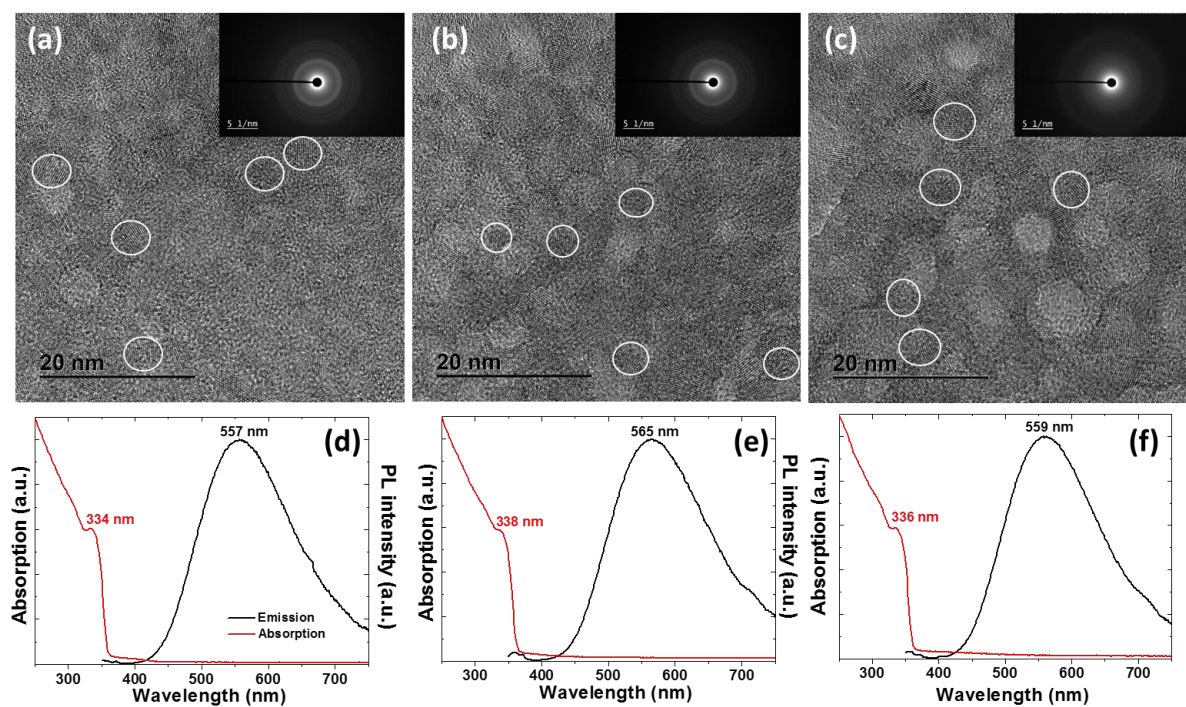 (a)
5 1/nm
20 nm
(b)
5 1/nm
20 nm
(c)
5 1/nm
20 nm
(d)
557 nm
334 nm
Emission
Absorption
Absorption (a.u.)
PL intensity (a.u.)
300 400 500 600 700
Wavelength (nm)
(e)
565 nm
338 nm
Absorption (a.u.)
PL intensity (a.u.)
300 400 500 600 700
Wavelength (nm)
(f)
559 nm
336 nm
Absorption (a.u.)
300 400 500 600 700
Wavelength (nm)